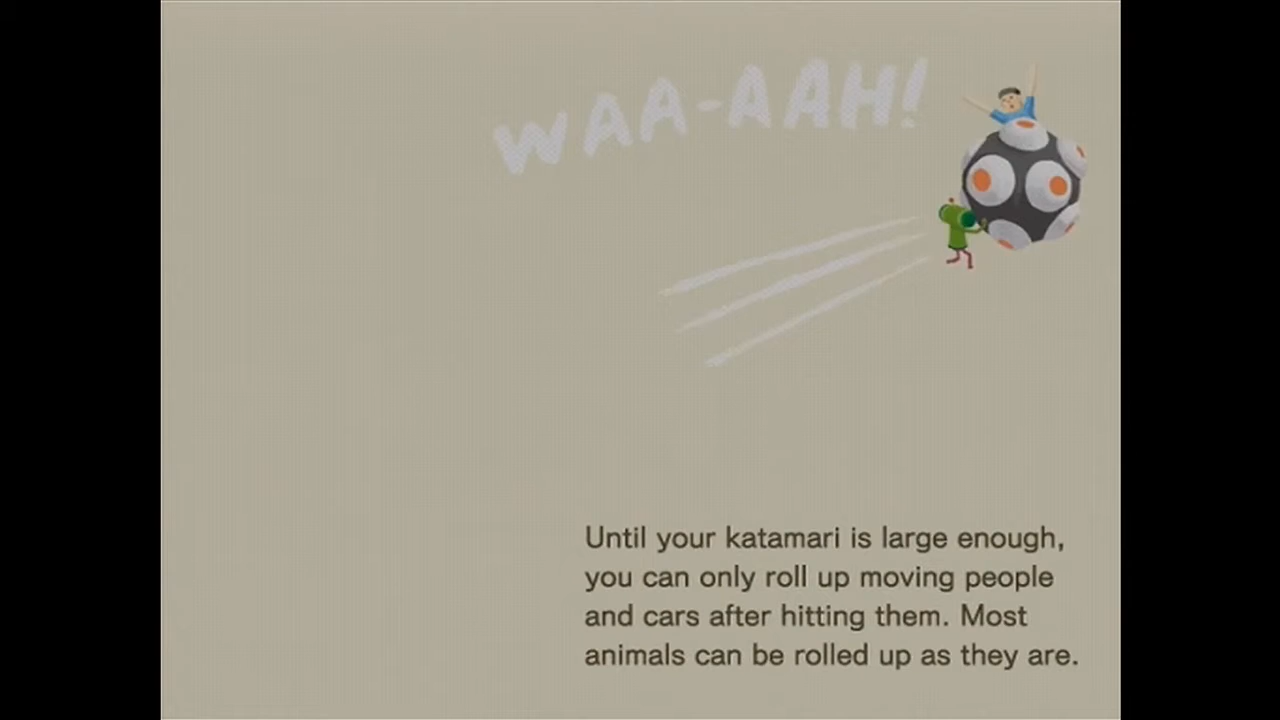 WAA-AAH!
Until your katamari is large enough,
you can only roll up moving people
and cars after hitting them. Most
animals can be rolled up as they are.